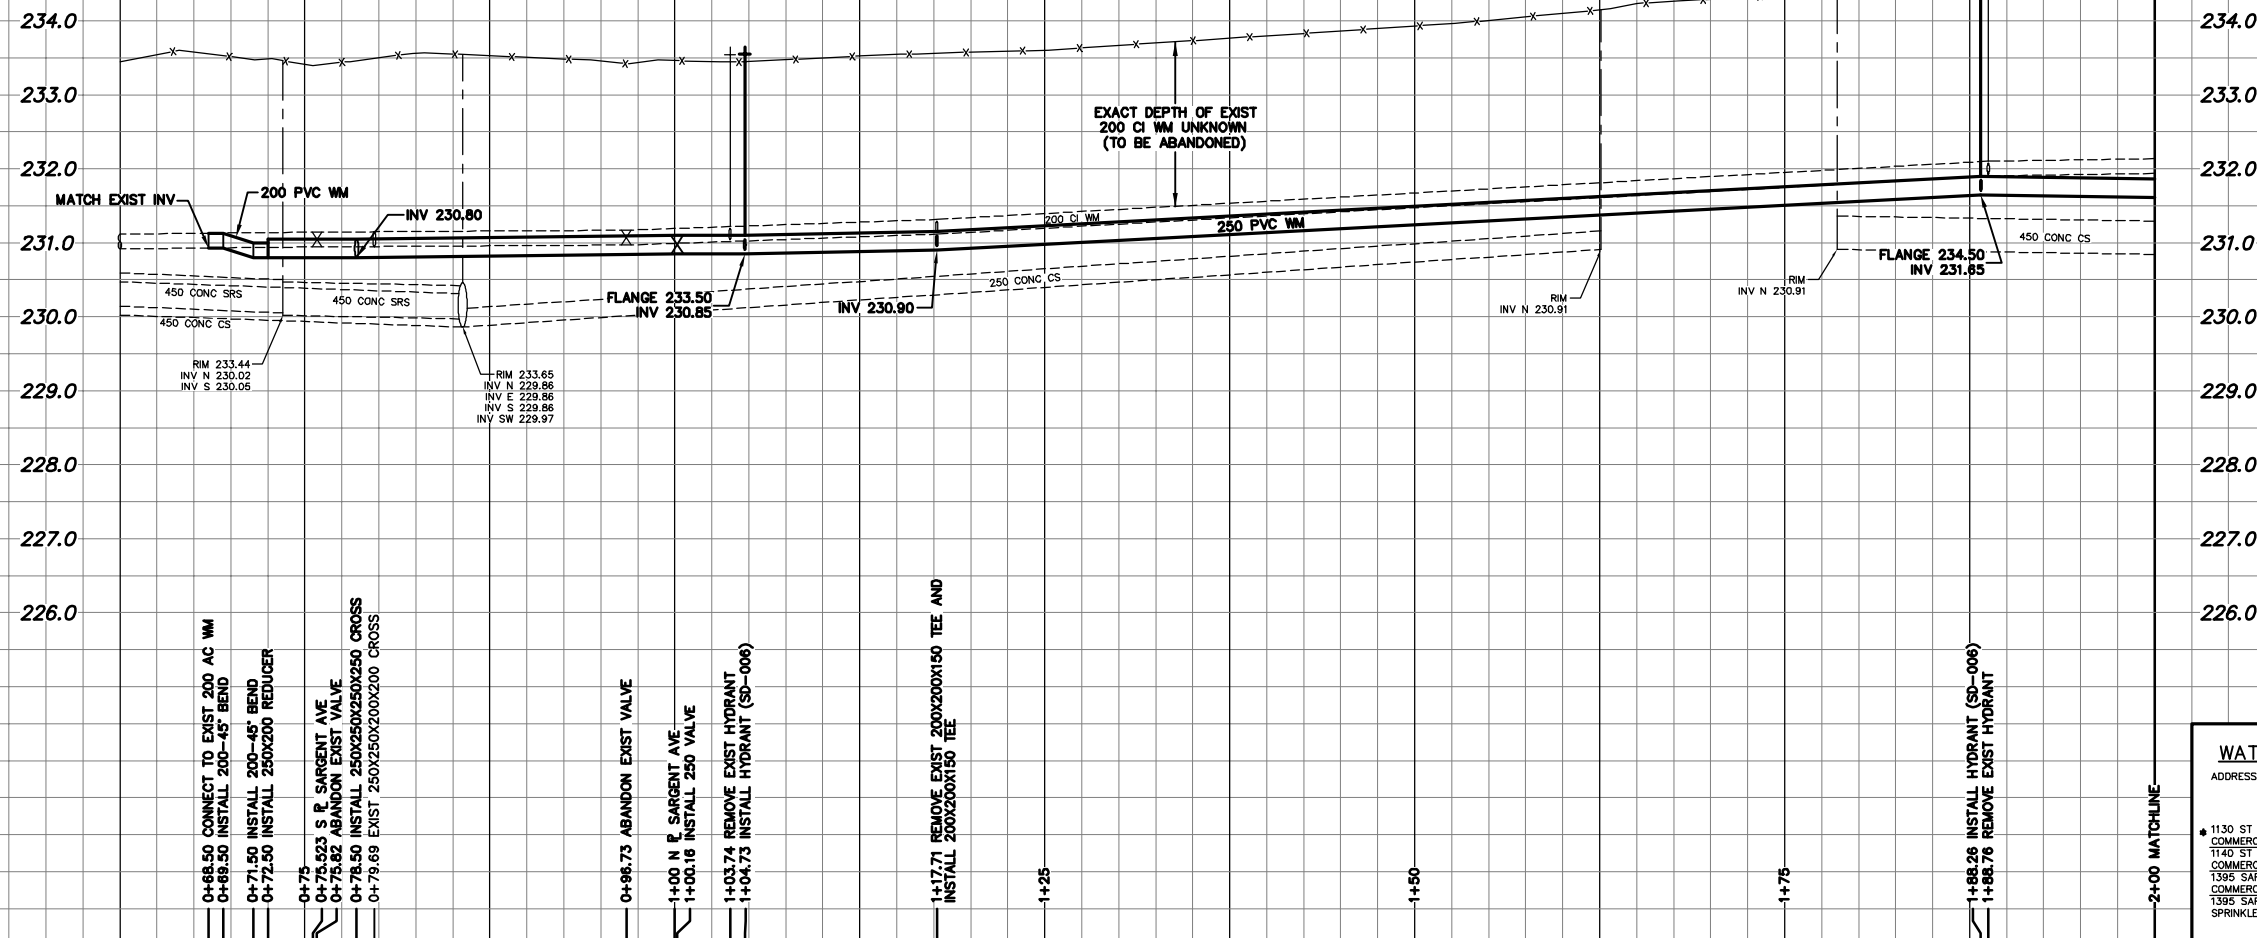 234.0
233.0
232.0
231.0
230.0
229.0
228.0
227.0
226.0
234.0
233.0
232.0
231.0
230.0
229.0
228.0
227.0
226.0
EXACT DEPTH OF EXIST
200 CI WM UNKNOWN
(TO BE ABANDONED)
MATCH EXIST INV
200 PVC WM
INV 230.80
200 CI WM
250 PVC WM
450 CONC SRS
450 CONC SRS
450 CONC CS
250 CONC CS
450 CONC CS
FLANGE 233.50
INV 230.85
INV 230.90
RIM
INV N 230.91
RIM
INV N 230.91
FLANGE 234.50
INV 231.65
RIM 233.44
INV N 230.02
INV S 230.05
RIM 233.65
INV N 229.86
INV E 229.86
INV S 229.86
INV SW 229.97
0+68.50 CONNECT TO EXIST 200 AC WM
0+69.50 INSTALL 200-45° BEND
0+71.50 INSTALL 200-45° BEND
0+72.50 INSTALL 250X200 REDUCER
0+75
0+75.523 S PL SARGENT AVE
0+75.82 ABANDON EXIST VALVE
0+78.50 INSTALL 250X250X250X250 CROSS
0+79.69 EXIST 250X250X200X200 CROSS
0+96.73 ABANDON EXIST VALVE
1+00 N PL SARGENT AVE
1+00.16 INSTALL 250 VALVE
1+03.74 REMOVE EXIST HYDRANT
1+04.73 INSTALL HYDRANT (SD-006)
1+17.71 REMOVE EXIST 200X200X150 TEE AND
INSTALL 200X200X150 TEE
1+25
1+50
1+75
1+88.26 INSTALL HYDRANT (SD-006)
1+88.76 REMOVE EXIST HYDRANT
2+00 MATCHLINE
WAT
ADDRESS
1130 ST
COMMERC
1140 ST
COMMERC
1395 SAR
COMMERC
1395 SAR
SPRINKLE